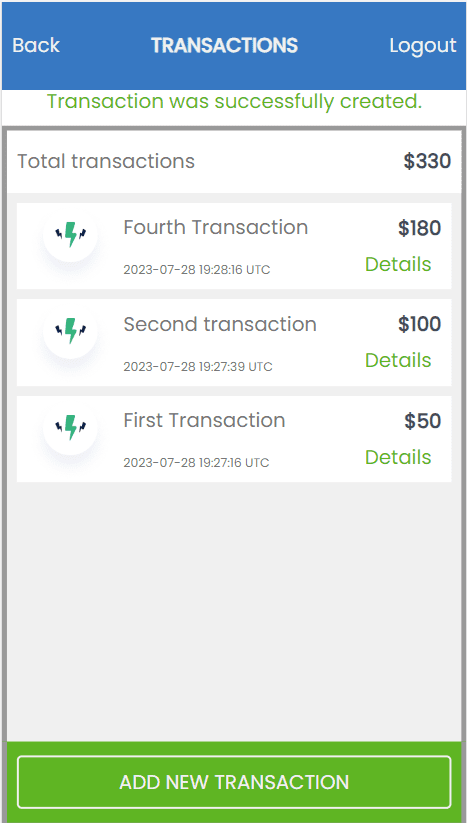 Back TRANSACTIONS Logout
Transaction was successfully created.
Total transactions $330
Fourth Transaction $180
2023-07-28 19:28:16 UTC Details
Second transaction $100
2023-07-28 19:27:39 UTC Details
First Transaction $50
2023-07-28 19:27:16 UTC Details
ADD NEW TRANSACTION